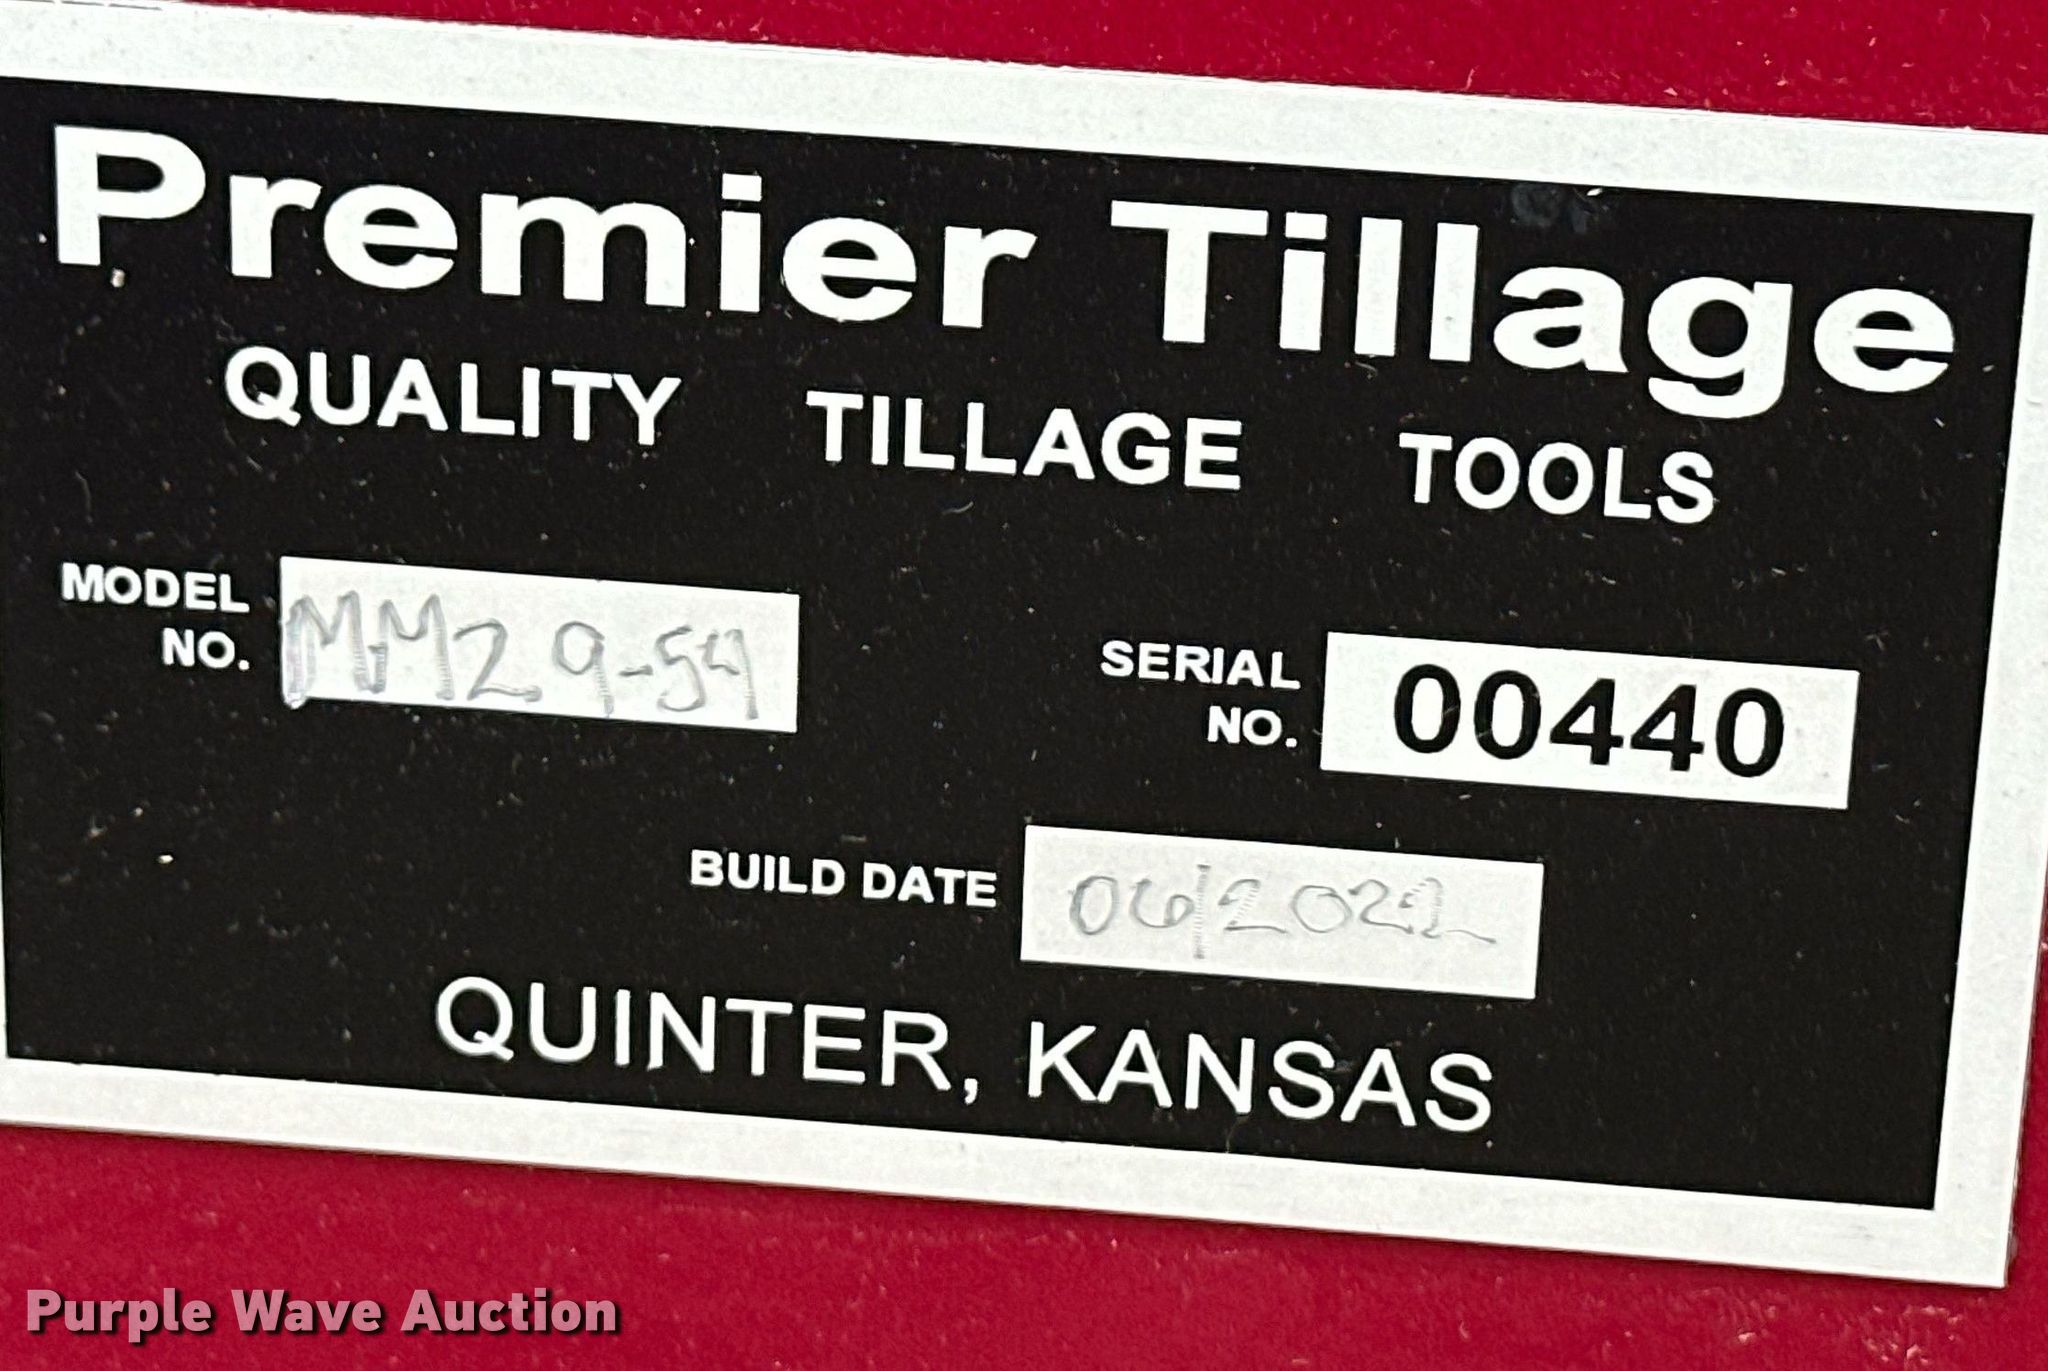 Premier Tillage
QUALITY TILLAGE TOOLS
MODEL NO. MM29-54
SERIAL NO. 00440
BUILD DATE 06/2022
QUINTER, KANSAS
Purple Wave Auction